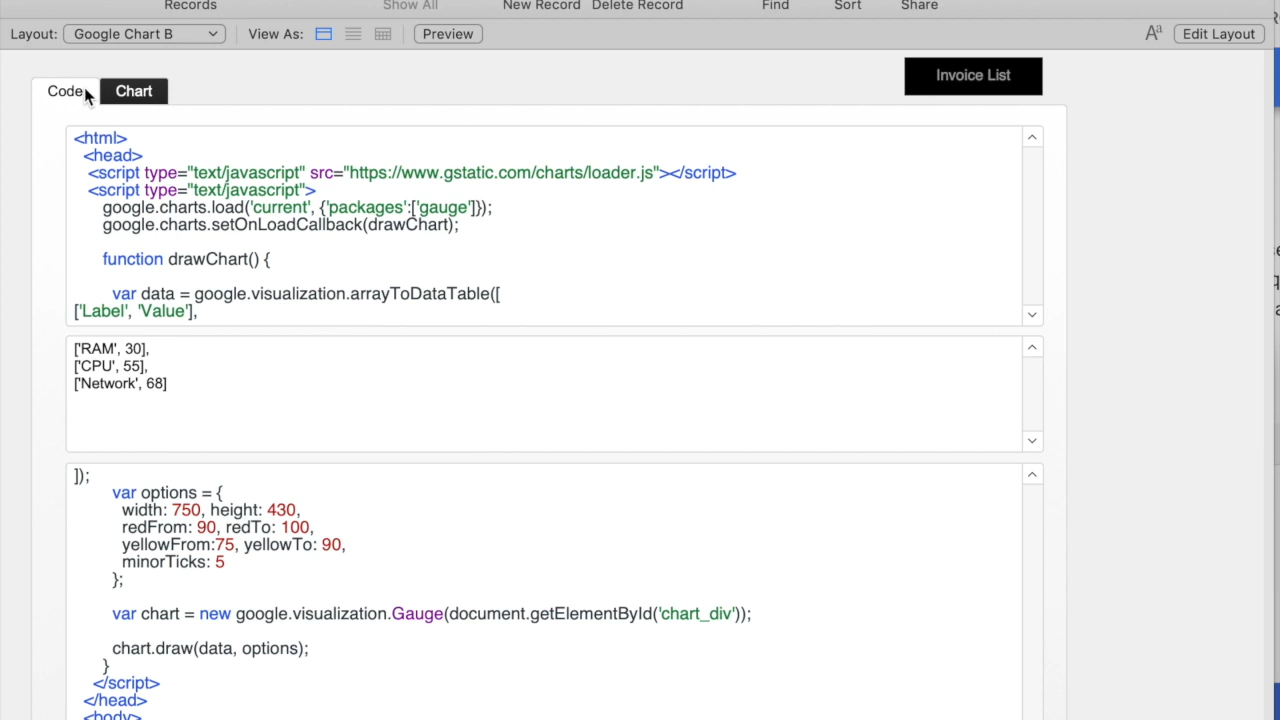 Records Show All New Record Delete Record Find Sort Share
Layout: Google Chart B View As: Preview Aa Edit Layout
Invoice List
Code Chart
<html>
<head>
<script type="text/javascript" src="https://www.gstatic.com/charts/loader.js"></script>
<script type="text/javascript">
google.charts.load('current', {'packages':['gauge']});
google.charts.setOnLoadCallback(drawChart);
function drawChart() {
var data = google.visualization.arrayToDataTable([
['Label', 'Value'],
['RAM', 30],
['CPU', 55],
['Network', 68]
]);
var options = {
width: 750, height: 430,
redFrom: 90, redTo: 100,
yellowFrom:75, yellowTo: 90,
minorTicks: 5
};
var chart = new google.visualization.Gauge(document.getElementById('chart_div'));
chart.draw(data, options);
}
</script>
</head>
<body>